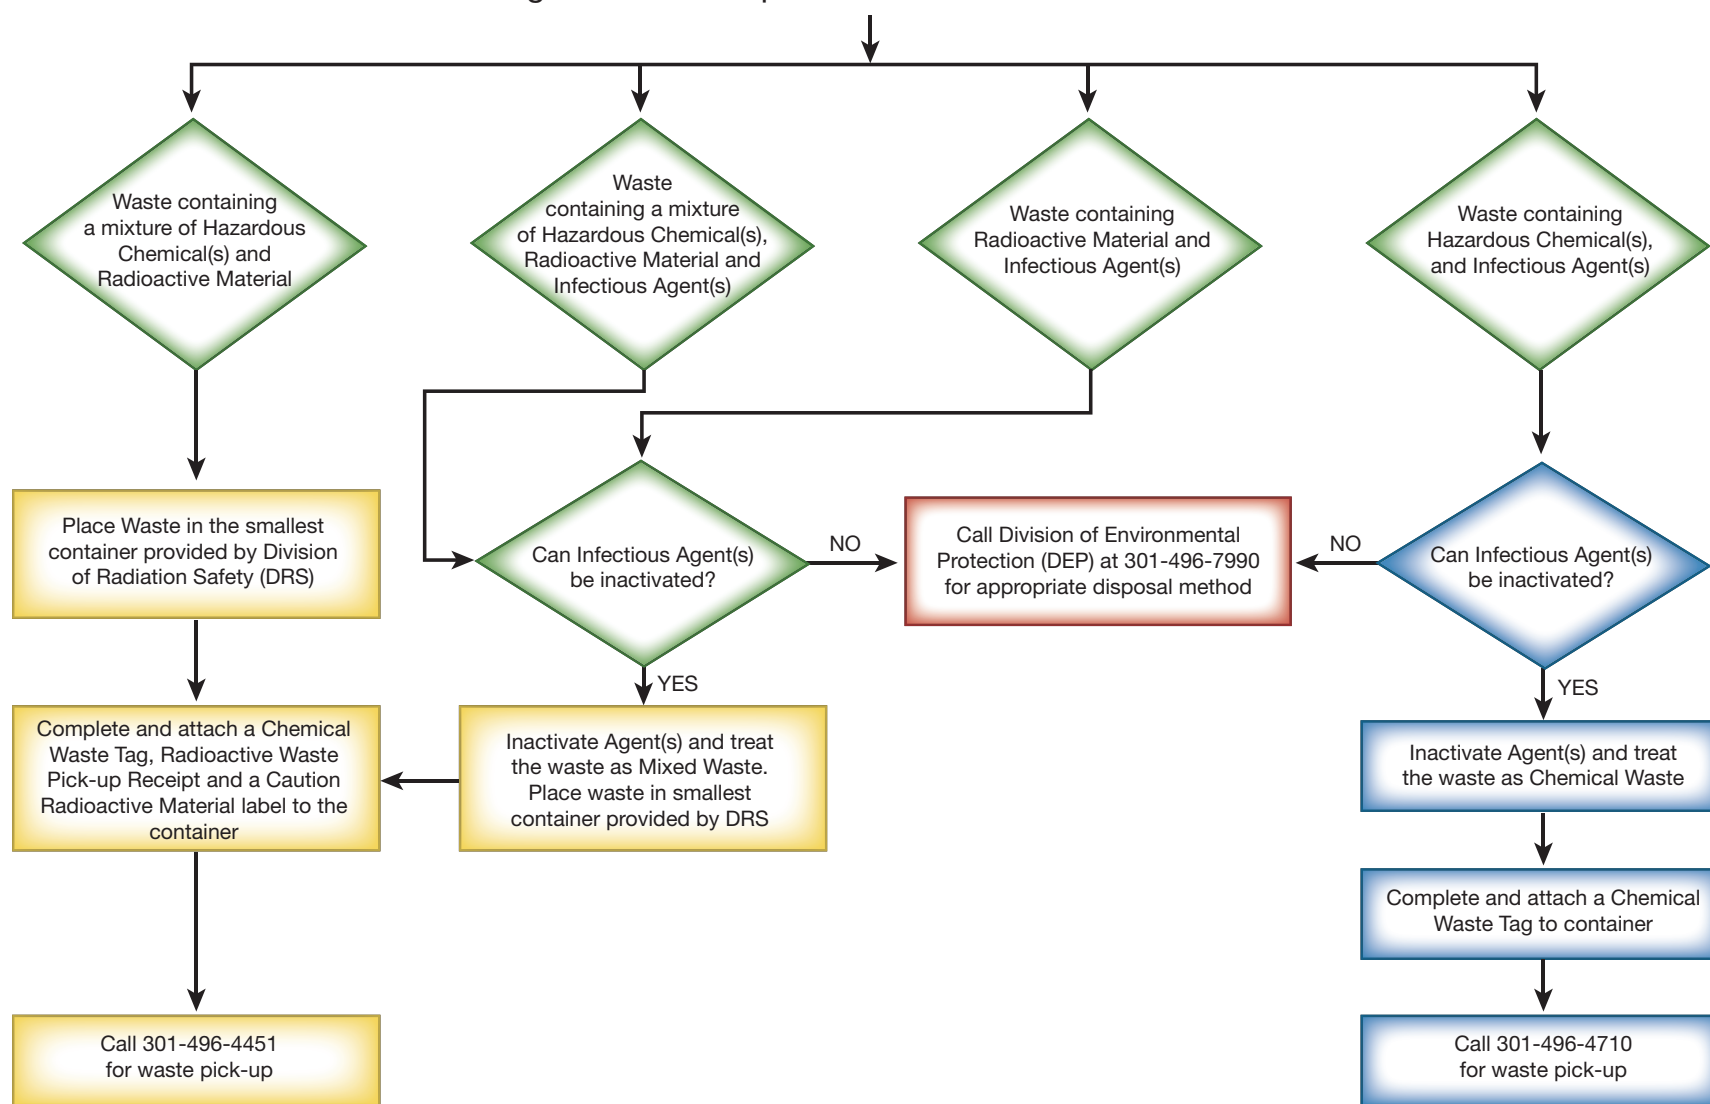 Waste containing
a mixture of Hazardous
Chemical(s) and
Radioactive Material
Waste
containing a mixture
of Hazardous Chemical(s),
Radioactive Material and
Infectious Agent(s)
Waste containing
Radioactive Material and
Infectious Agent(s)
Waste containing
Hazardous Chemical(s),
and Infectious Agent(s)
Place Waste in the smallest
container provided by Division
of Radiation Safety (DRS)
Can Infectious Agent(s)
be inactivated?
NO
Call Division of Environmental
Protection (DEP) at 301-496-7990
for appropriate disposal method
NO
Can Infectious Agent(s)
be inactivated?
YES
YES
Complete and attach a Chemical
Waste Tag, Radioactive Waste
Pick-up Receipt and a Caution
Radioactive Material label to the
container
Inactivate Agent(s) and treat
the waste as Mixed Waste.
Place waste in smallest
container provided by DRS
Inactivate Agent(s) and treat
the waste as Chemical Waste
Complete and attach a Chemical
Waste Tag to container
Call 301-496-4451
for waste pick-up
Call 301-496-4710
for waste pick-up